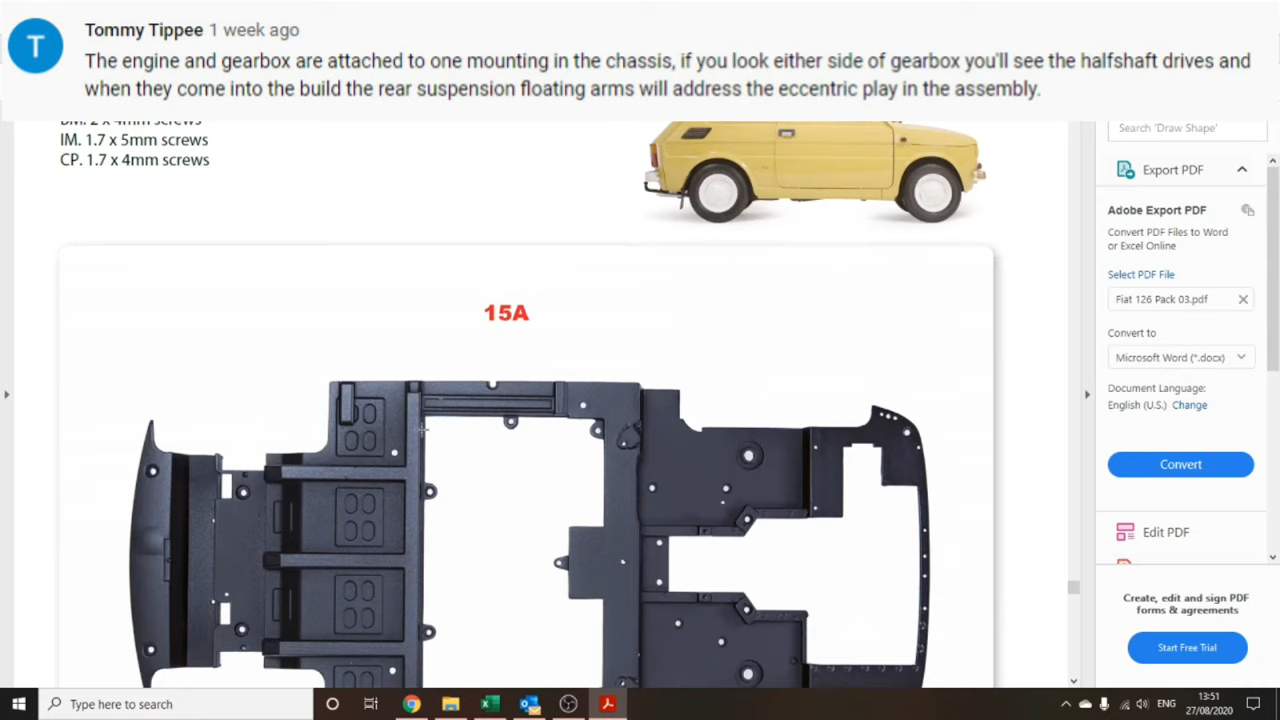 T
Tommy Tippee 1 week ago
The engine and gearbox are attached to one mounting in the chassis, if you look either side of gearbox you'll see the halfshaft drives and
when they come into the build the rear suspension floating arms will address the eccentric play in the assembly.
IM. 1.7 x 5mm screws
CP. 1.7 x 4mm screws
15A
Search 'Draw Shape'
Export PDF
Adobe Export PDF
Convert PDF Files to Word
or Excel Online
Select PDF File
Fiat 126 Pack 03.pdf
Convert to
Microsoft Word (*.docx)
Document Language:
English (U.S.) Change
Convert
Edit PDF
Create, edit and sign PDF
forms & agreements
Start Free Trial
Type here to search
ENG
13:51
27/08/2020